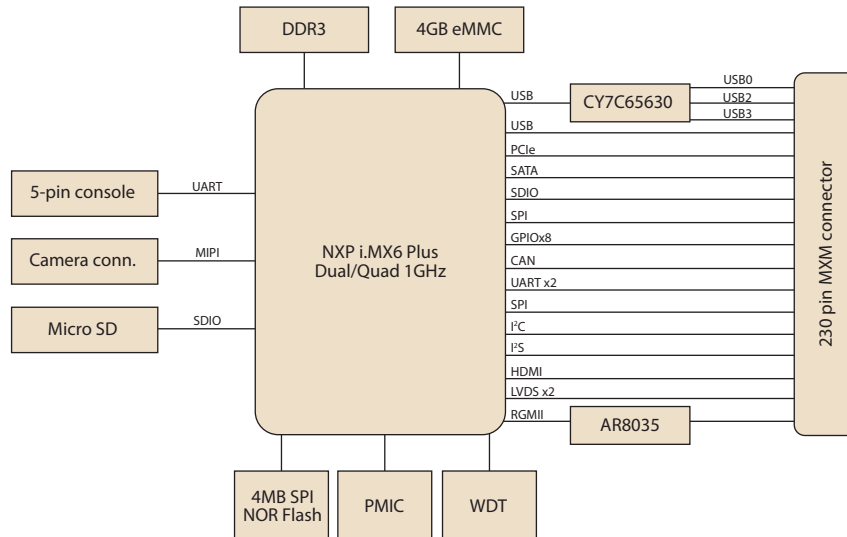 DDR3
4GB eMMC
USB
CY7C65630
USB0
USB2
USB3
USB
PCIe
SATA
SDIO
SPI
GPIOx8
CAN
UART x2
SPI
I²C
I²S
HDMI
LVDS x2
RGMII
AR8035
230 pin MXM connector
5-pin console
UART
Camera conn.
MIPI
Micro SD
SDIO
NXP i.MX6 Plus
Dual/Quad 1GHz
4MB SPI
NOR Flash
PMIC
WDT